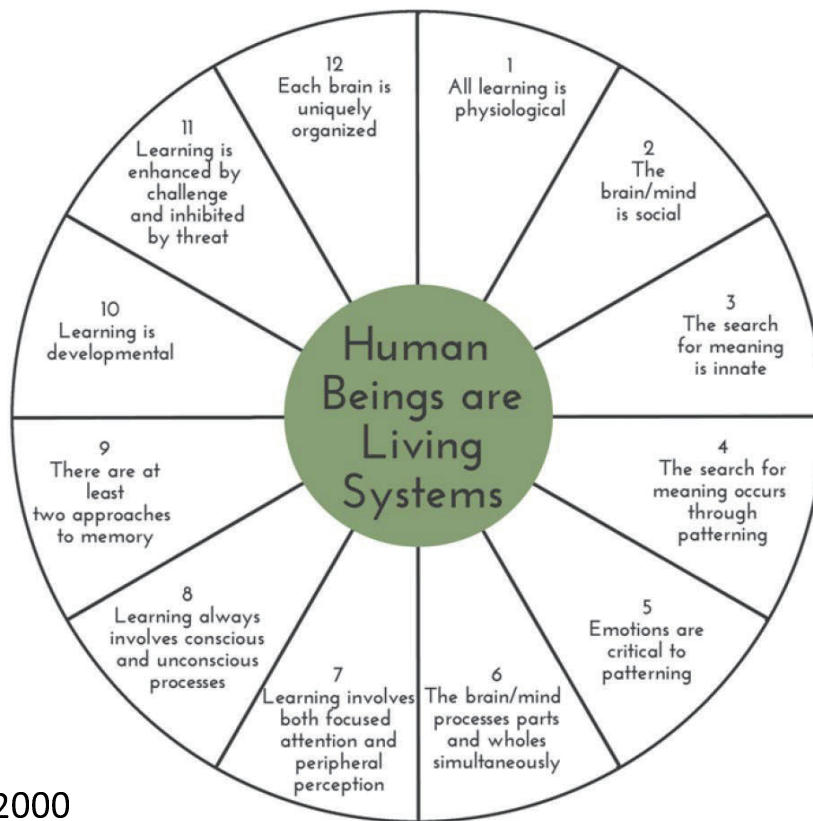 Human
Beings are
Living
Systems
1
All learning is
physiological
2
The
brain/mind
is social
3
The search
for meaning
is innate
4
The search for
meaning occurs
through
patterning
5
Emotions are
critical to
patterning
6
The brain/mind
processes parts
and wholes
simultaneously
7
Learning involves
both focused
attention and
peripheral
perception
8
Learning always
involves conscious
and unconscious
processes
9
There are at
least
two approaches
to memory
10
Learning is
developmental
11
Learning is
enhanced by
challenge
and inhibited
by threat
12
Each brain is
uniquely
organized
2000